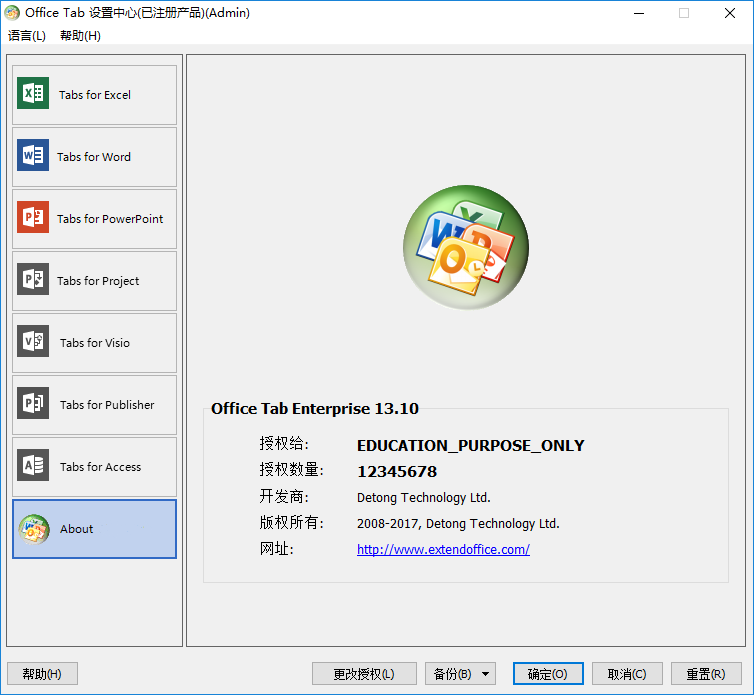 Office Tab 设置中心(已注册产品)(Admin)
语言(L) 帮助(H)
Tabs for Excel
Tabs for Word
Tabs for PowerPoint
Tabs for Project
Tabs for Visio
Tabs for Publisher
Tabs for Access
About
Office Tab Enterprise 13.10
授权给: EDUCATION_PURPOSE_ONLY
授权数量: 12345678
开发商: Detong Technology Ltd.
版权所有: 2008-2017, Detong Technology Ltd.
网址: http://www.extendoffice.com/
帮助(H) 更改授权(L) 备份(B) 确定(O) 取消(C) 重置(R)